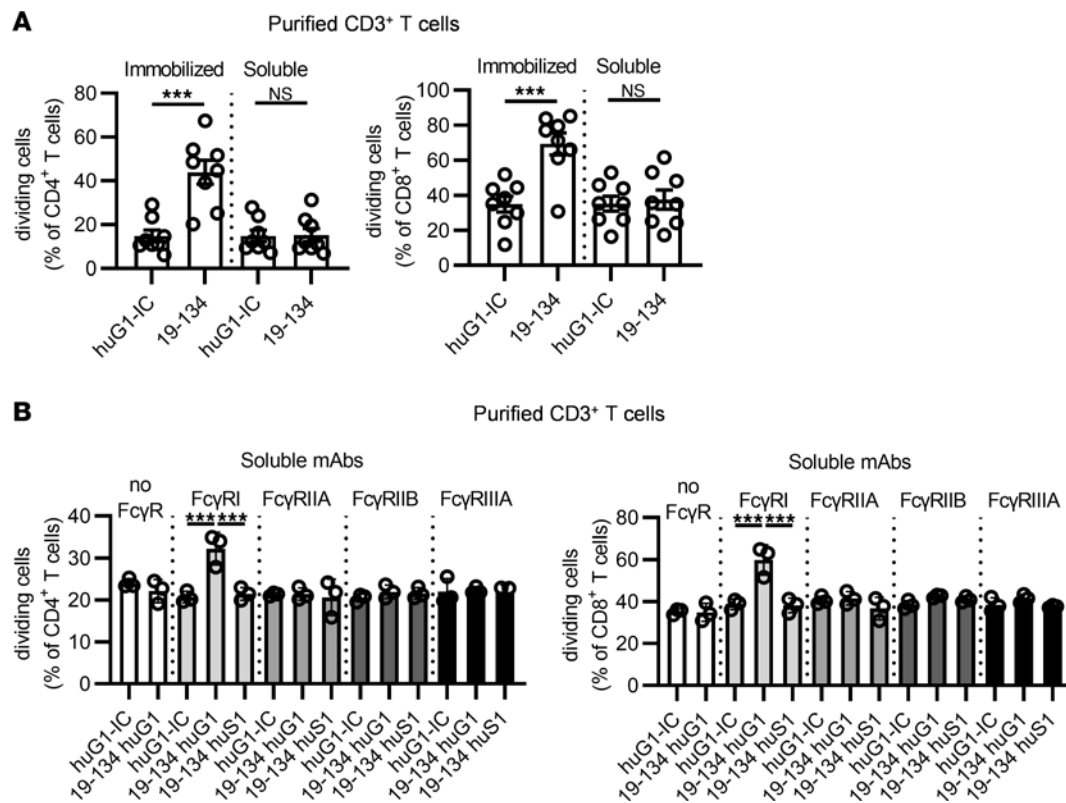 A
Purified CD3⁺ T cells
Immobilized
Soluble
***
NS
dividing cells
(% of CD4⁺ T cells)
80
60
40
20
0
huG1-IC
19-134
huG1-IC
19-134
Immobilized
Soluble
***
NS
dividing cells
(% of CD8⁺ T cells)
100
80
60
40
20
0
huG1-IC
19-134
huG1-IC
19-134
B
Purified CD3⁺ T cells
Soluble mAbs
no
FcγR
FcγRI
FcγRIIA
FcγRIIB
FcγRIIIA
*** ***
dividing cells
(% of CD4⁺ T cells)
40
30
20
10
0
huG1-IC
19-134 huG1
huG1-IC
19-134 huG1
19-134 huS1
huG1-IC
19-134 huG1
19-134 huS1
huG1-IC
19-134 huG1
19-134 huS1
huG1-IC
19-134 huG1
19-134 huS1
Soluble mAbs
no
FcγR
FcγRI
FcγRIIA
FcγRIIB
FcγRIIIA
*** ***
dividing cells
(% of CD8⁺ T cells)
80
60
40
20
0
huG1-IC
19-134 huG1
huG1-IC
19-134 huG1
19-134 huS1
huG1-IC
19-134 huG1
19-134 huS1
huG1-IC
19-134 huG1
19-134 huS1
huG1-IC
19-134 huG1
19-134 huS1